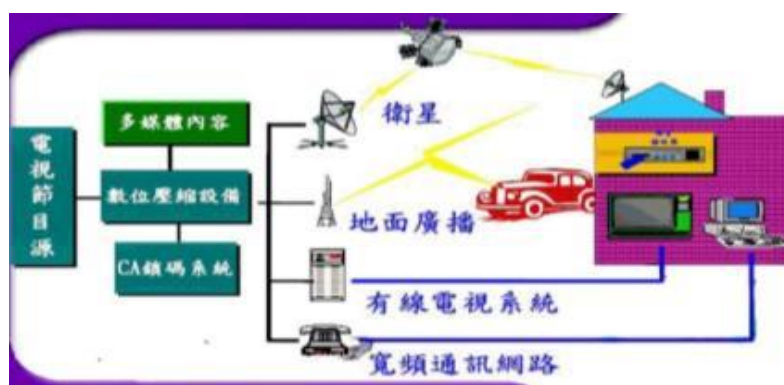 電視節目源
多媒體內容
數位壓縮設備
CA鎖碼系統
衛星
地面廣播
有線電視系統
寬頻通訊網路